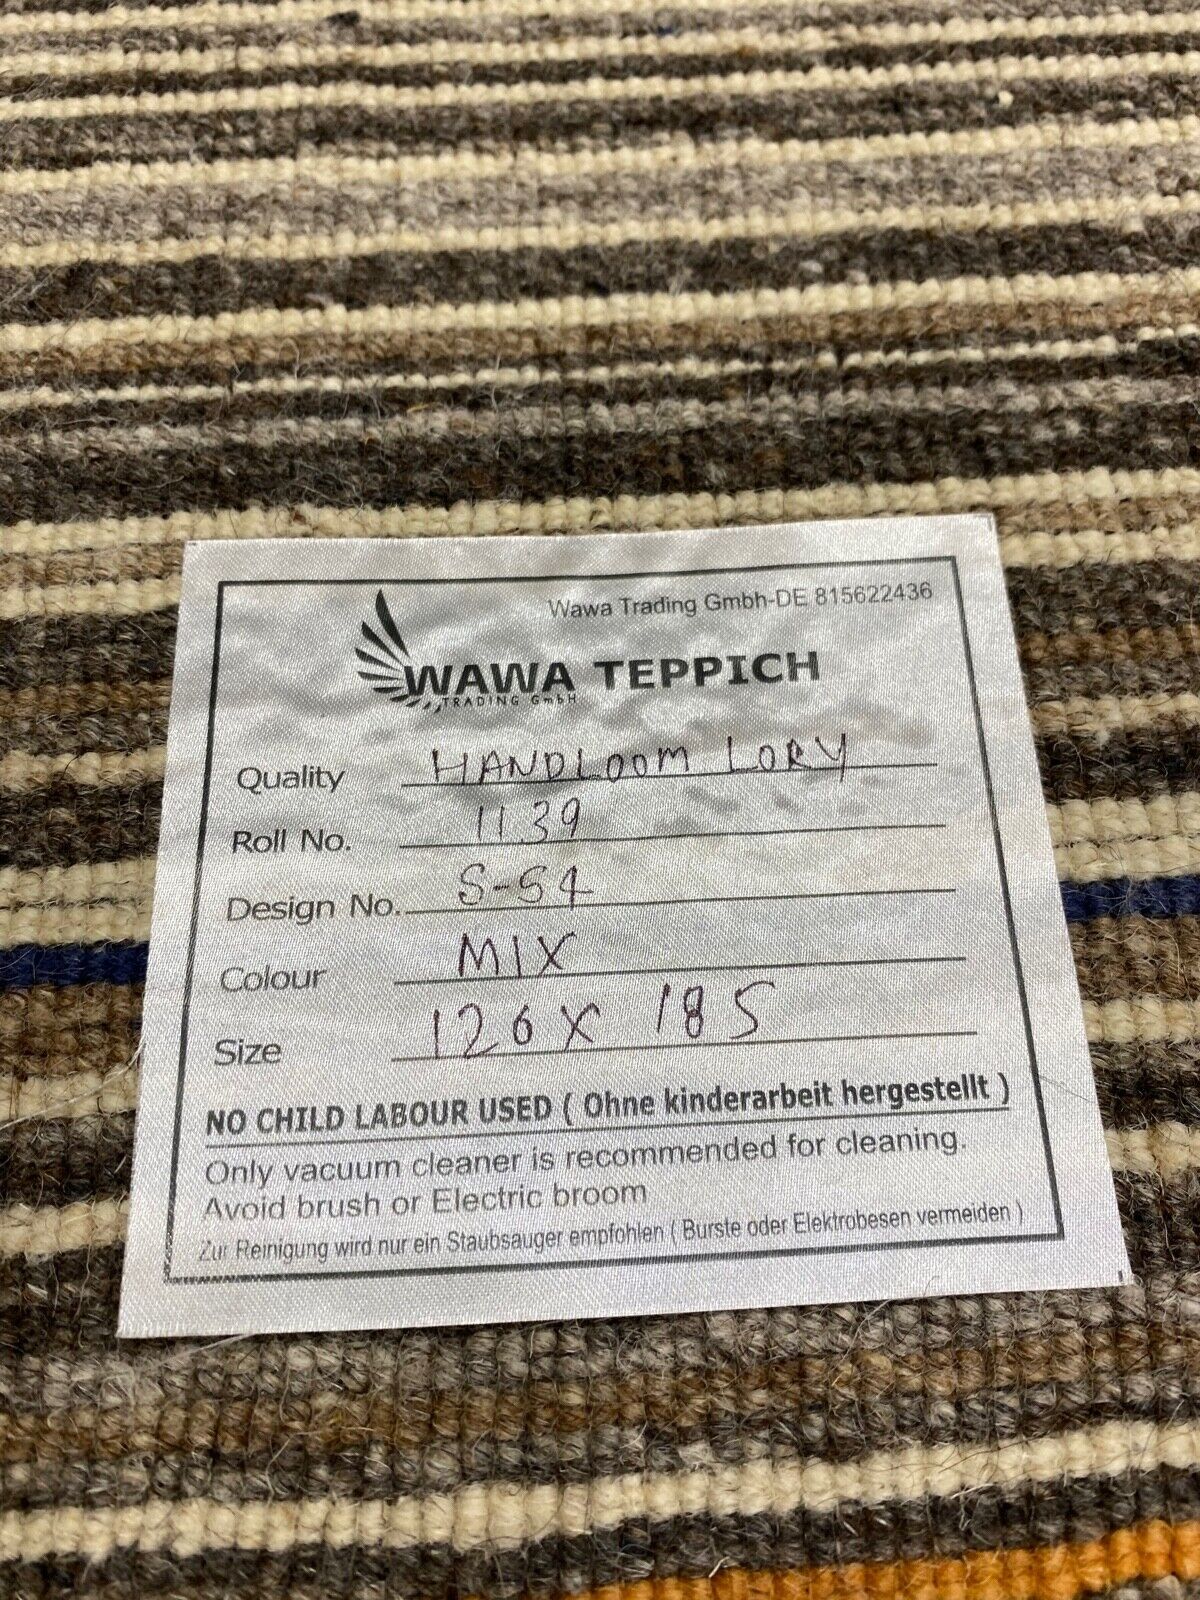 Wawa Trading Gmbh-DE 815622436
WAWA TEPPICH
TRADING GmbH
Quality HANDLOOM LORY
Roll No. 1139
Design No. S-54
Colour MIX
Size 126X 185
NO CHILD LABOUR USED ( Ohne kinderarbeit hergestellt )
Only vacuum cleaner is recommended for cleaning.
Avoid brush or Electric broom
Zur Reinigung wird nur ein Staubsauger empfohlen ( Burste oder Elektrobesen vermeiden )